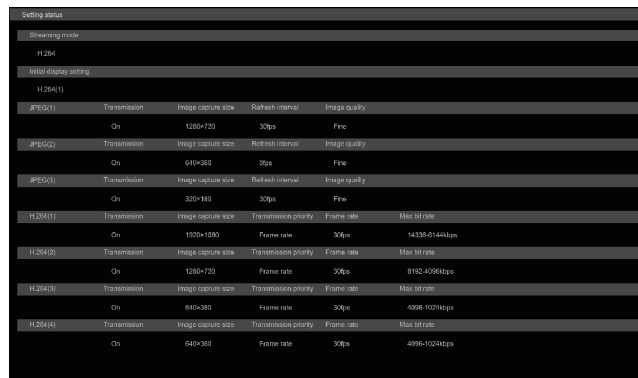 Setting status
Streaming mode
H.264
Initial display setting
H.264(1)
JPEG(1) Transmission Image capture size Refresh interval Image quality
On 1280×720 30fps Fine
JPEG(2) Transmission Image capture size Refresh interval Image quality
On 640×360 5fps Fine
JPEG(3) Transmission Image capture size Refresh interval Image quality
On 320×180 30fps Fine
H.264(1) Transmission Image capture size Transmission priority Frame rate Max bit rate
On 1920×1080 Frame rate 30fps 14336-6144kbps
H.264(2) Transmission Image capture size Transmission priority Frame rate Max bit rate
On 1280×720 Frame rate 30fps 8192-4096kbps
H.264(3) Transmission Image capture size Transmission priority Frame rate Max bit rate
On 640×360 Frame rate 30fps 4096-1024kbps
H.264(4) Transmission Image capture size Transmission priority Frame rate Max bit rate
On 640×360 Frame rate 30fps 4096-1024kbps